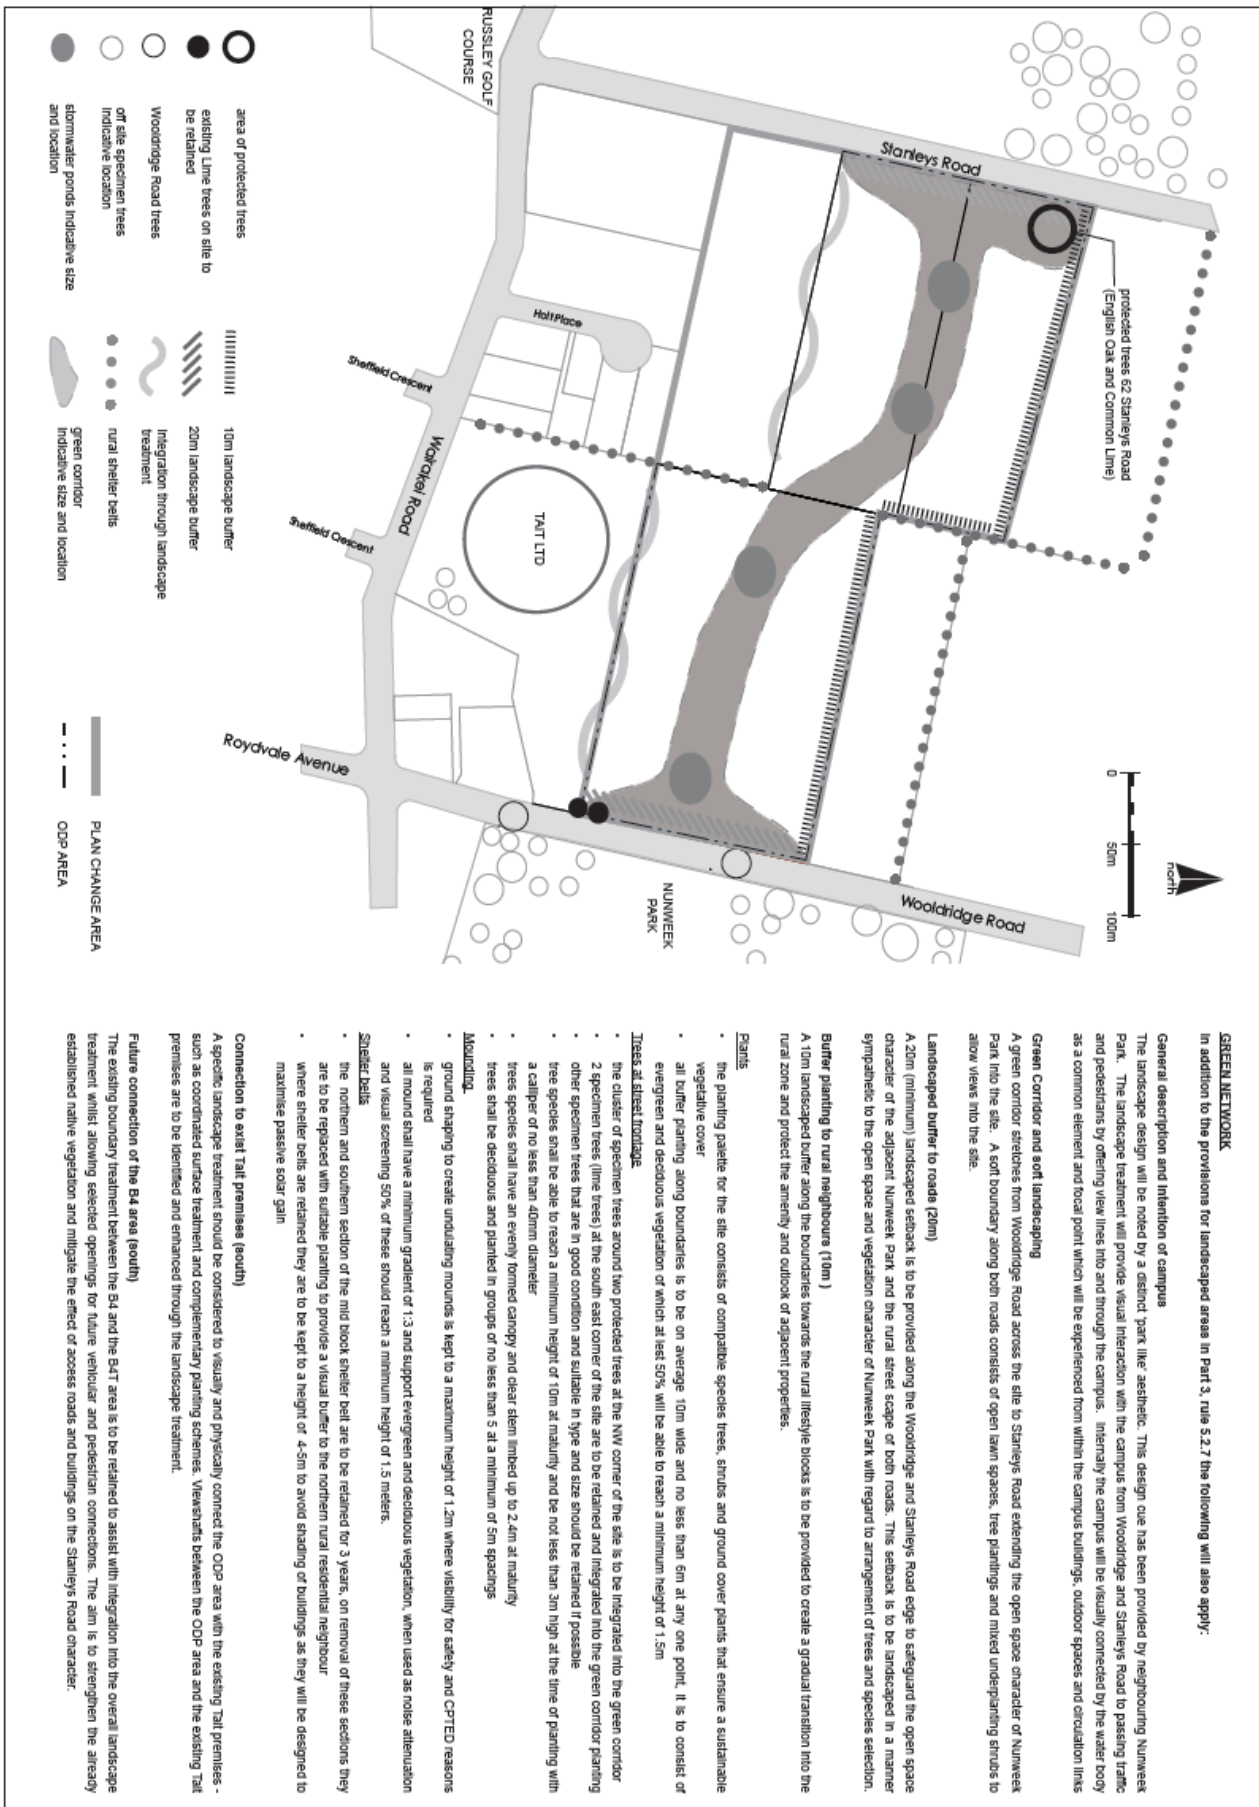 GREEN NETWORK
In addition to the provisions for landscaped areas in Part 3, rule 5.2.7 the following will also apply:
General description and intention of campus
The landscape design will be noted by a distinct 'park like' aesthetic. This design cue has been provided by neighbouring Nunweek
Park. The landscape treatment will provide visual interaction with the campus from Wooldridge and Stanleys Road to passing traffic
and pedestrians by offering view lines into and through the campus. Internally the campus will be visually connected by the water body
as a common element and focal point which will be experienced from within the campus buildings, outdoor spaces and circulation links
Green Corridor and soft landscaping
A green corridor stretches from Wooldridge Road across the site to Stanleys Road extending the open space character of Nunweek
Park into the site. A soft boundary along both roads consists of open lawn spaces, tree plantings and mixed underplanting shrubs to
allow views into the site.
Landscaped buffer to roads (20m)
A 20m (minimum) landscaped setback is to be provided along the Wooldridge and Stanleys Road edge to safeguard the open space
character of the adjacent Nunweek Park and the rural street scape of both roads. This setback is to be landscaped in a manner
sympathetic to the open space and vegetation character of Nunweek Park with regard to arrangement of trees and species selection.
Buffer planting to rural neighbours (10m )
A 10m landscaped buffer along the boundaries towards the rural lifestyle blocks is to be provided to create a gradual transition into the
rural zone and protect the amenity and outlook of adjacent properties.
Plants
• the planting palette for the site consists of compatible species trees, shrubs and ground cover plants that ensure a sustainable
vegetative cover
• all buffer planting along boundaries is to be on average 10m wide and no less than 6m at any one point, it is to consist of
evergreen and deciduous vegetation of which at lest 50% will be able to reach a minimum height of 1.5m
Trees at street frontage
• the cluster of specimen trees around two protected trees at the NW corner of the site is to be integrated into the green corridor
• 2 specimen trees (lime trees) at the south east corner of the site are to be retained and integrated into the green corridor planting
• other specimen trees that are in good condition and suitable in type and size should be retained if possible
• tree species shall be able to reach a minimum height of 10m at maturity and be not less than 3m high at the time of planting with
a calliper of no less than 40mm diameter
• trees species shall have an evenly formed canopy and clear stem limbed up to 2.4m at maturity
• trees shall be deciduous and planted in groups of no less than 5 at a minimum of 5m spacings
Mounding
• ground shaping to create undulating mounds is kept to a maximum height of 1.2m where visibility for safety and CPTED reasons
is required
• all mound shall have a minimum gradient of 1:3 and support evergreen and deciduous vegetation, when used as noise attenuation
and visual screening 50% of these should reach a minimum height of 1.5 meters.
Shelter belts
• the northern and southern section of the mid block shelter belt are to be retained for 3 years, on removal of these sections they
are to be replaced with suitable planting to provide a visual buffer to the northern rural residential neighbour
• where shelter belts are retained they are to be kept to a height of 4-5m to avoid shading of buildings as they will be designed to
maximise passive solar gain
Connection to exist Tait premises (south)
A specific landscape treatment should be considered to visually and physically connect the ODP area with the existing Tait premises -
such as coordinated surface treatment and complementary planting schemes. Viewshafts between the ODP area and the existing Tait
premises are to be identified and enhanced through the landscape treatment.
Future connection of the B4 area (south)
The existing boundary treatment between the B4 and the B4T area is to be retained to assist with integration into the overall landscape
treatment whilst allowing selected openings for future vehicular and pedestrian connections. The aim is to strengthen the already
established native vegetation and mitigate the effect of access roads and buildings on the Stanleys Road character.
Stanleys Road
protected trees 62 Stanleys Road
(English Oak and Common Lime)
RUSSLEY GOLF
COURSE
Holt Place
Sheffield Crescent
Wairakei Road
Sheffield Crescent
TAIT LTD
Roydvale Avenue
NUNWEEK
PARK
Wooldridge Road
0
50m
100m
north
area of protected trees
existing Lime trees on site to
be retained
Wooldridge Road trees
off site specimen trees
indicative location
stormwater ponds indicative size
and location
10m landscape buffer
20m landscape buffer
integration through landscape
treatment
rural shelter belts
green corridor
indicative size and location
PLAN CHANGE AREA
ODP AREA